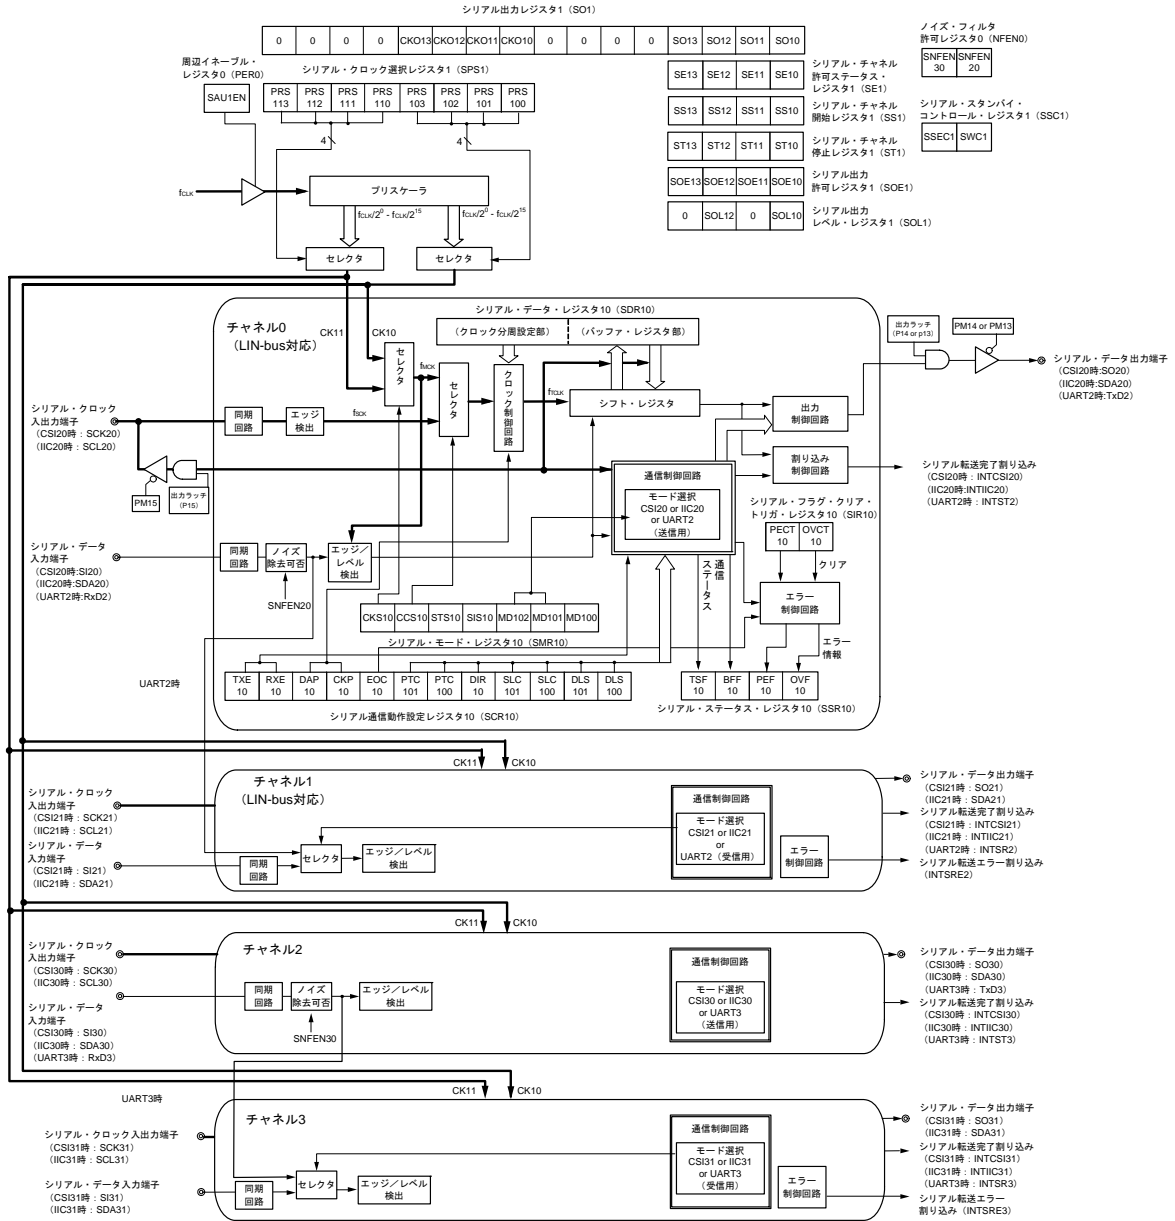 シリアル出力レジスタ1（SO1）
0 0 0 0 CKO13 CKO12 CKO11 CKO10 0 0 0 0 SO13 SO12 SO11 SO10
ノイズ・フィルタ
許可レジスタ0（NFEN0）
SNFEN 30 SNFEN 20
周辺イネーブル・
レジスタ0（PER0）
SAU1EN
シリアル・クロック選択レジスタ1（SPS1）
PRS 113 PRS 112 PRS 111 PRS 110 PRS 103 PRS 102 PRS 101 PRS 100
4 4
SE13 SE12 SE11 SE10
シリアル・チャネル
許可ステータス・
レジスタ1（SE1）
SS13 SS12 SS11 SS10
シリアル・チャネル
開始レジスタ1（SS1）
シリアル・スタンバイ・
コントロール・レジスタ1（SSC1）
SSEC1 SWC1
ST13 ST12 ST11 ST10
シリアル・チャネル
停止レジスタ1（ST1）
SOE13 SOE12 SOE11 SOE10
シリアル出力
許可レジスタ1（SOE1）
0 SOL12 0 SOL10
シリアル出力
レベル・レジスタ1（SOL1）
fCLK
プリスケーラ
fCLK/2^0 - fCLK/2^15
fCLK/2^0 - fCLK/2^15
セレクタ
セレクタ
チャネル0
（LIN-bus対応）
CK11
CK10
シリアル・データ・レジスタ10（SDR10）
（クロック分周設定部）
（バッファ・レジスタ部）
セレクタ
fMCK
セレクタ
クロック制御回路
fTCLK
シフト・レジスタ
出力ラッチ
（P14 or p13）
PM14 or PM13
シリアル・データ出力端子
（CSI20時:SO20）
（IIC20時:SDA20）
（UART2時:TxD2）
シリアル・クロック
入出力端子
（CSI20時：SCK20）
（IIC20時：SCL20）
同期
回路
エッジ
検出
fSCK
出力
制御回路
割り込み
制御回路
シリアル転送完了割り込み
（CSI20時：INTCSI20）
（IIC20時:INTIIC20）
（UART2時：INTST2）
PM15
出力ラッチ
（P15）
通信制御回路
モード選択
CSI20 or IIC20
or UART2
（送信用）
シリアル・フラグ・クリア・
トリガ・レジスタ10（SIR10）
PECT 10 OVCT 10
クリア
シリアル・データ
入力端子
（CSI20時:SI20）
（IIC20時:SDA20）
（UART2時:RxD2）
同期
回路
ノイズ
除去可否
エッジ／
レベル
検出
SNFEN20
通信
ステータス
エラー
制御回路
エラー
情報
CKS10 CCS10 STS10 SIS10 MD102 MD101 MD100
シリアル・モード・レジスタ10（SMR10）
UART2時
TXE 10 RXE 10 DAP 10 CKP 10 EOC 10 PTC 101 PTC 100 DIR 10 SLC 101 SLC 100 DLS 101 DLS 100
シリアル通信動作設定レジスタ10（SCR10）
TSF 10 BFF 10 PEF 10 OVF 10
シリアル・ステータス・レジスタ10（SSR10）
CK11 CK10
チャネル1
（LIN-bus対応）
シリアル・クロック
入出力端子
（CSI21時：SCK21）
（IIC21時：SCL21）
シリアル・データ
入力端子
（CSI21時：SI21）
（IIC21時：SDA21）
同期
回路
セレクタ
エッジ／レベル
検出
通信制御回路
モード選択
CSI21 or IIC21
or
UART2（受信用）
エラー
制御回路
シリアル・データ出力端子
（CSI21時：SO21）
（IIC21時：SDA21）
シリアル転送完了割り込み
（CSI21時：INTCSI21）
（IIC21時：INTIIC21）
（UART2時：INTSR2）
シリアル転送エラー割り込み
（INTSRE2）
CK11 CK10
チャネル2
シリアル・クロック
入出力端子
（CSI30時：SCK30）
（IIC30時：SCL30）
シリアル・データ
入力端子
（CSI30時：SI30）
（IIC30時：SDA30）
（UART3時：RxD3）
同期
回路
ノイズ
除去可否
エッジ／レベル
検出
SNFEN30
通信制御回路
モード選択
CSI30 or IIC30
or UART3
（送信用）
シリアル・データ出力端子
（CSI30時：SO30）
（IIC30時：SDA30）
（UART3時：TxD3）
シリアル転送完了割り込み
（CSI30時：INTCSI30）
（IIC30時：INTIIC30）
（UART3時：INTST3）
CK11 CK10
UART3時
チャネル3
シリアル・クロック入出力端子
（CSI31時：SCK31）
（IIC31時：SCL31）
シリアル・データ入力端子
（CSI31時：SI31）
（IIC31時：SDA31）
同期
回路
セレクタ
エッジ／レベル
検出
通信制御回路
モード選択
CSI31 or IIC31
or UART3
（受信用）
エラー
制御回路
シリアル・データ出力端子
（CSI31時：SO31）
（IIC31時：SDA31）
シリアル転送完了割り込み
（CSI31時：INTCSI31）
（IIC31時：INTIIC31）
（UART3時：INTSR3）
シリアル転送エラー
割り込み（INTSRE3）